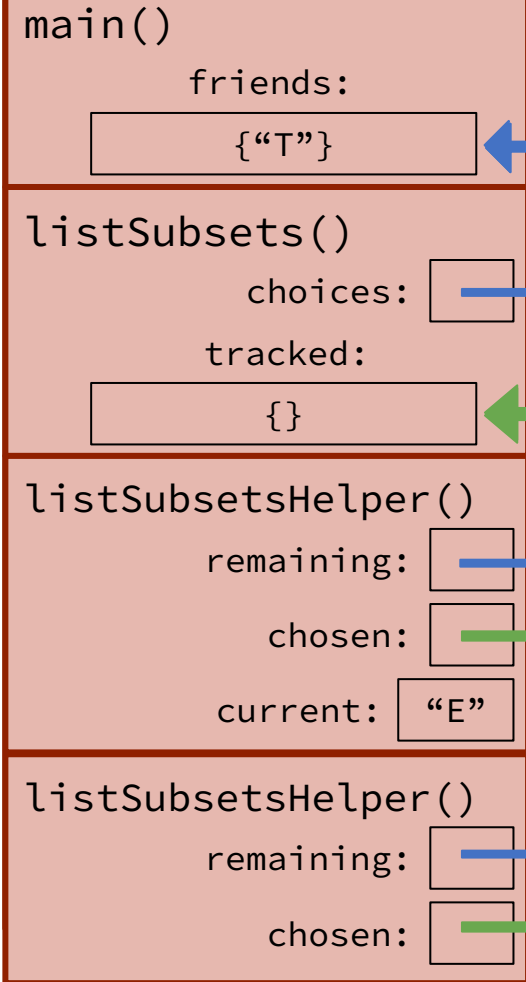 main()
friends:
{“T”}
listSubsets()
choices:
tracked:
{}
listSubsetsHelper()
remaining:
chosen:
current: “E”
listSubsetsHelper()
remaining:
chosen: